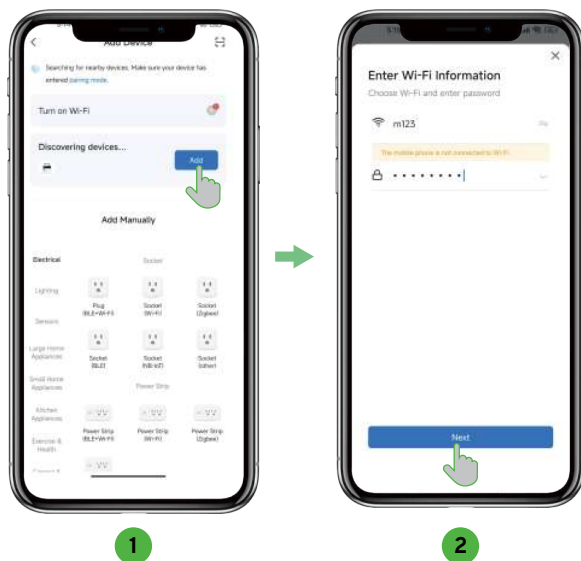 Add Device
Searching for nearby devices. Make sure your device has
entered pairing mode.
Turn on Wi-Fi
Discovering devices...
Add
Add Manually
Electrical
Socket
Lighting
Plug
(BLE+Wi-Fi)
Socket
(Wi-Fi)
Socket
(Zigbee)
Sensors
Large Home
Appliances
Socket
(BLE)
Socket
(NB-IoT)
Socket
(other)
Small Home
Appliances
Power Strip
Kitchen
Appliances
Power Strip
(BLE+Wi-Fi)
Power Strip
(Wi-Fi)
Power Strip
(Zigbee)
Exercise &
Health
1
Enter Wi-Fi Information
Choose Wi-Fi and enter password
m123
The mobile phone is not connected to Wi-Fi.
Next
2